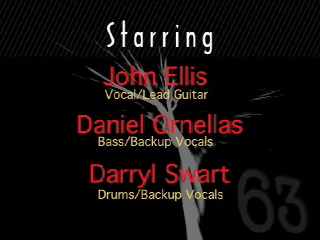 Starring
John Ellis
Vocal/Lead Guitar
Daniel Ornellas
Bass/Backup Vocals
Darryl Swart
Drums/Backup Vocals
63